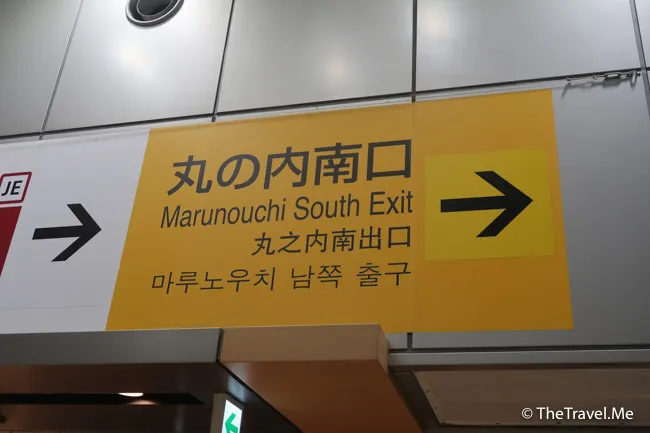 JE
丸の内南口
Marunouchi South Exit
丸之内南出口
마루노우치 남쪽 출구
© TheTravel.Me